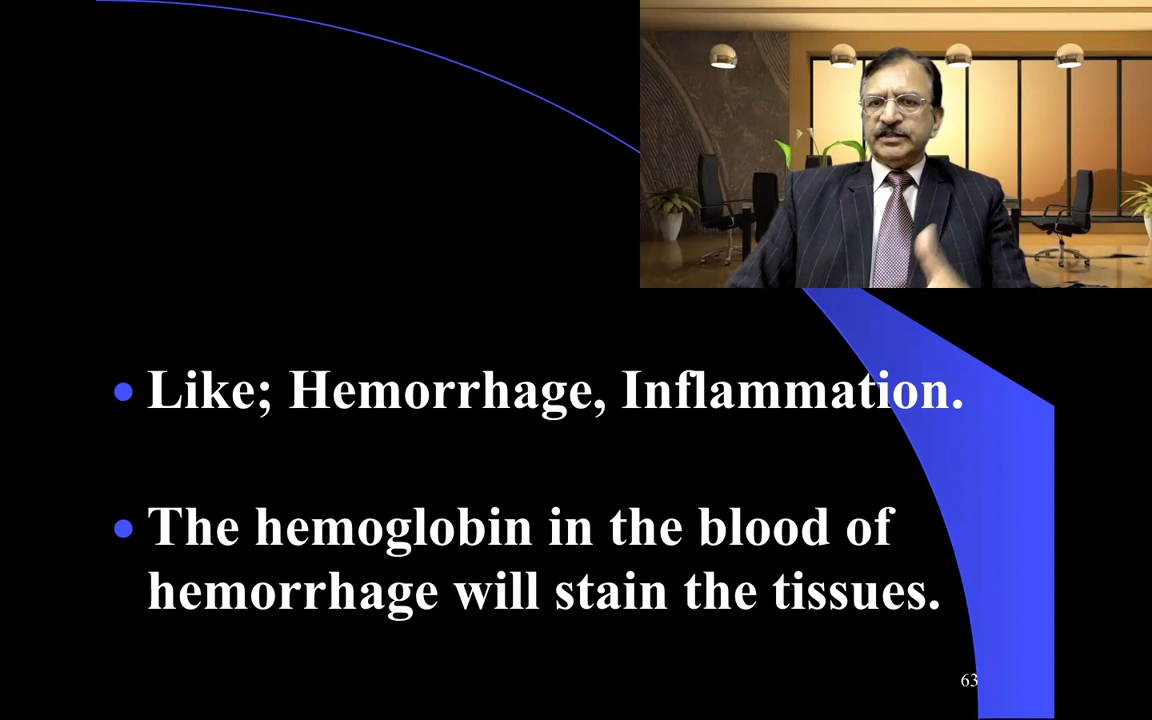 Like; Hemorrhage, Inflammation.
The hemoglobin in the blood of
hemorrhage will stain the tissues.
63